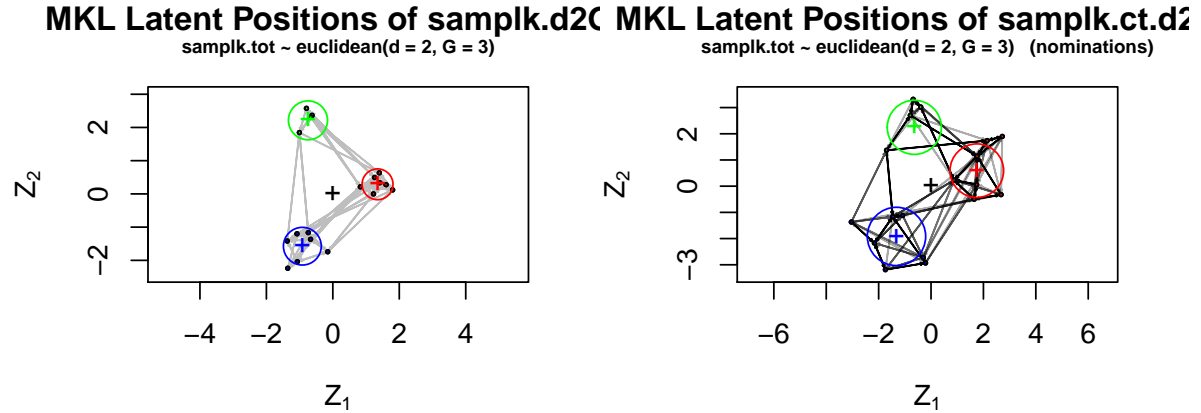 MKL Latent Positions of samplk.d2G
samplk.tot ~ euclidean(d = 2, G = 3)
Z2
2
0
−2
−4 −2 0 2 4
Z1
MKL Latent Positions of samplk.ct.d2
samplk.tot ~ euclidean(d = 2, G = 3) (nominations)
Z2
2
0
−3
−6 −2 0 2 4 6
Z1